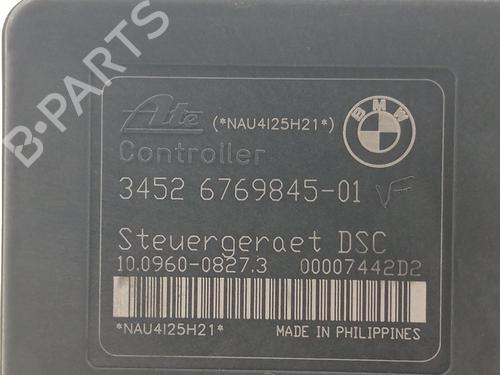 B-PARTS
Ate (*NAU4I25H21*)
BMW
Controller
3452 6769845-01 VF
Steuergeraet DSC
10.0960-0827.3 00007442D2
*NAU4I25H21* MADE IN PHILIPPINES